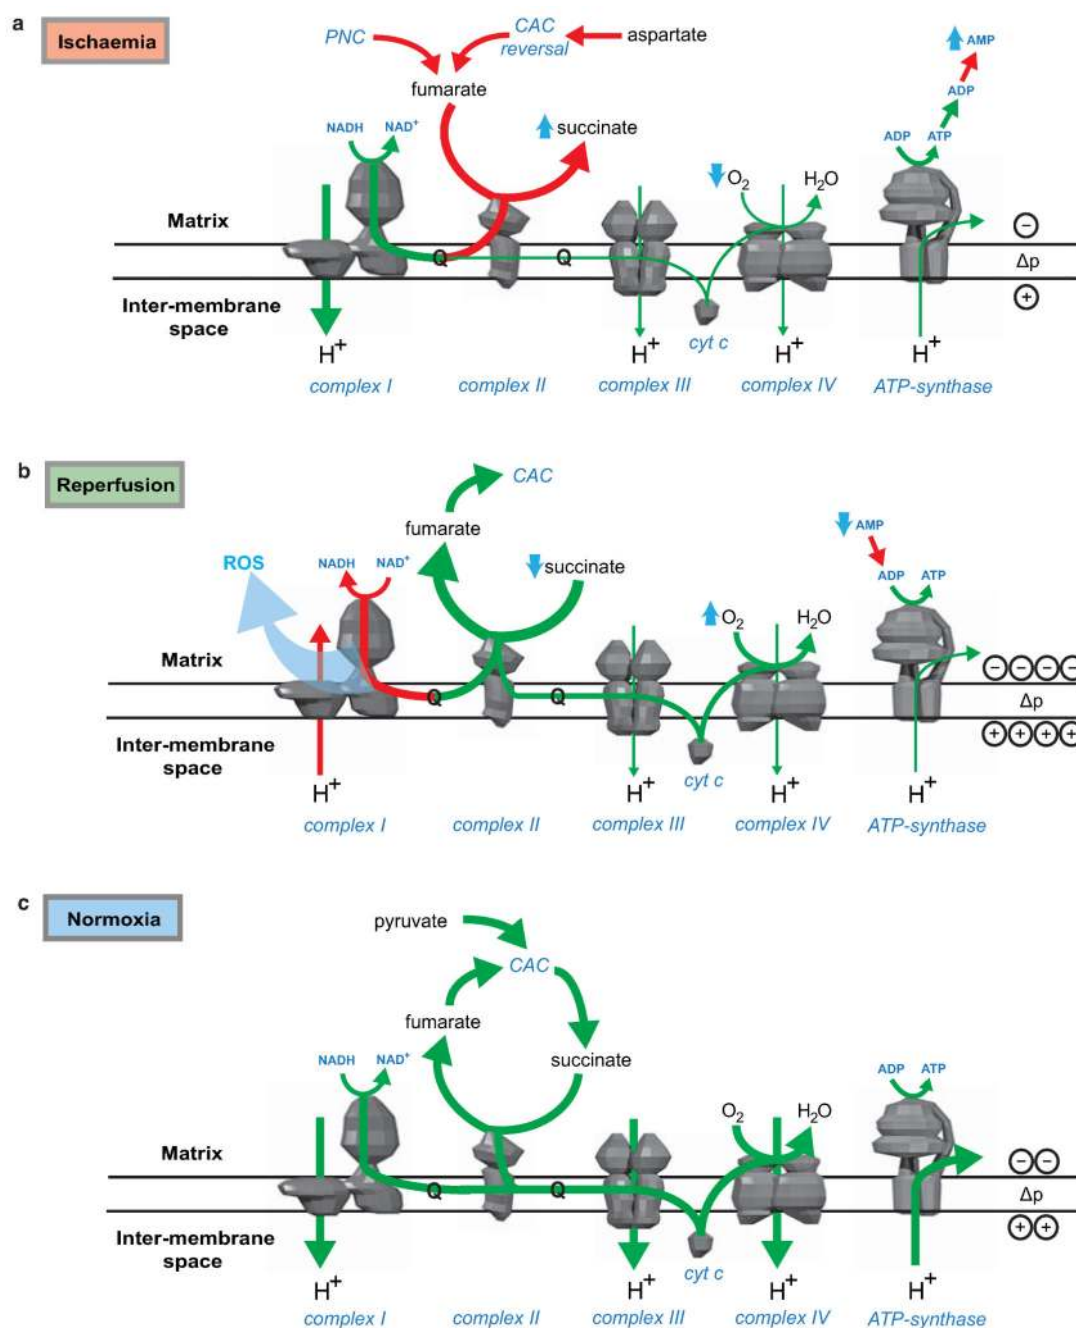 a
Ischaemia
PNC
CAC
reversal
aspartate
AMP
fumarate
ADP
NADH NAD⁺
succinate
ADP ATP
O₂
H₂O
Matrix
Q
Q
Δp
Inter-membrane
space
H⁺
H⁺
cyt c
H⁺
H⁺
complex I
complex II
complex III
complex IV
ATP-synthase
b
Reperfusion
CAC
fumarate
AMP
ROS
NADH NAD⁺
succinate
ADP ATP
O₂
H₂O
Matrix
Q
Q
Δp
Inter-membrane
space
cyt c
H⁺
H⁺
H⁺
H⁺
complex I
complex II
complex III
complex IV
ATP-synthase
c
Normoxia
pyruvate
CAC
fumarate
succinate
NADH NAD⁺
ADP ATP
O₂
H₂O
Matrix
Q
Q
Δp
Inter-membrane
space
cyt c
H⁺
H⁺
H⁺
H⁺
complex I
complex II
complex III
complex IV
ATP-synthase